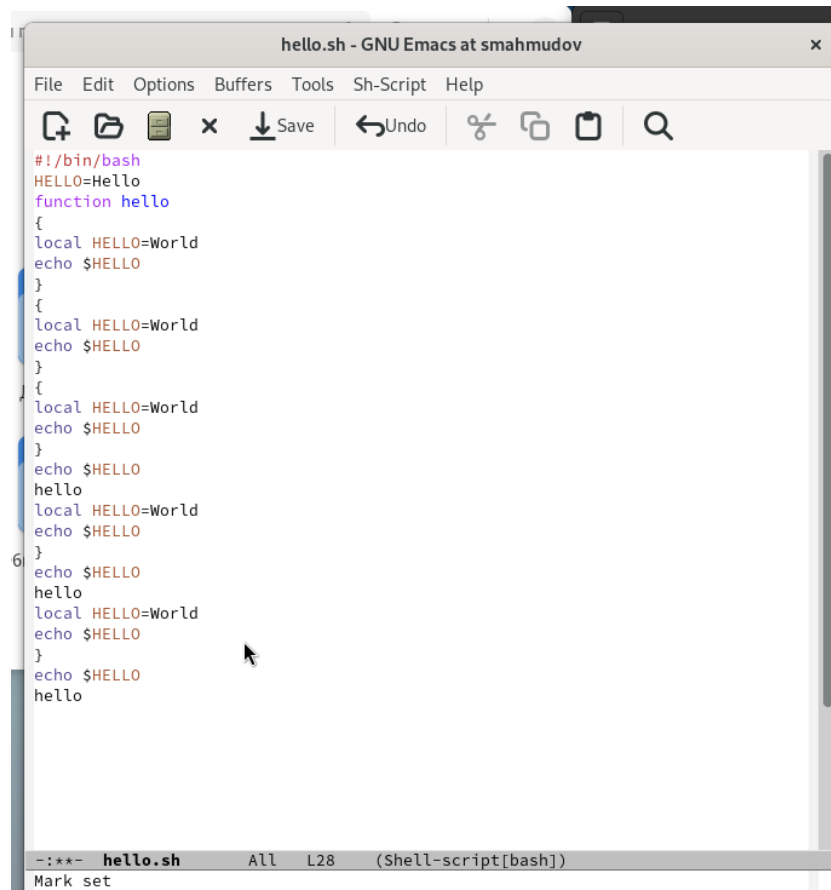 hello.sh - GNU Emacs at smahmudov
File Edit Options Buffers Tools Sh-Script Help
Save Undo
#!/bin/bash
HELLO=Hello
function hello
{
local HELLO=World
echo $HELLO
}
{
local HELLO=World
echo $HELLO
}
{
local HELLO=World
echo $HELLO
}
echo $HELLO
hello
local HELLO=World
echo $HELLO
}
echo $HELLO
hello
local HELLO=World
echo $HELLO
}
echo $HELLO
hello
-:**- hello.sh All L28 (Shell-script[bash])
Mark set